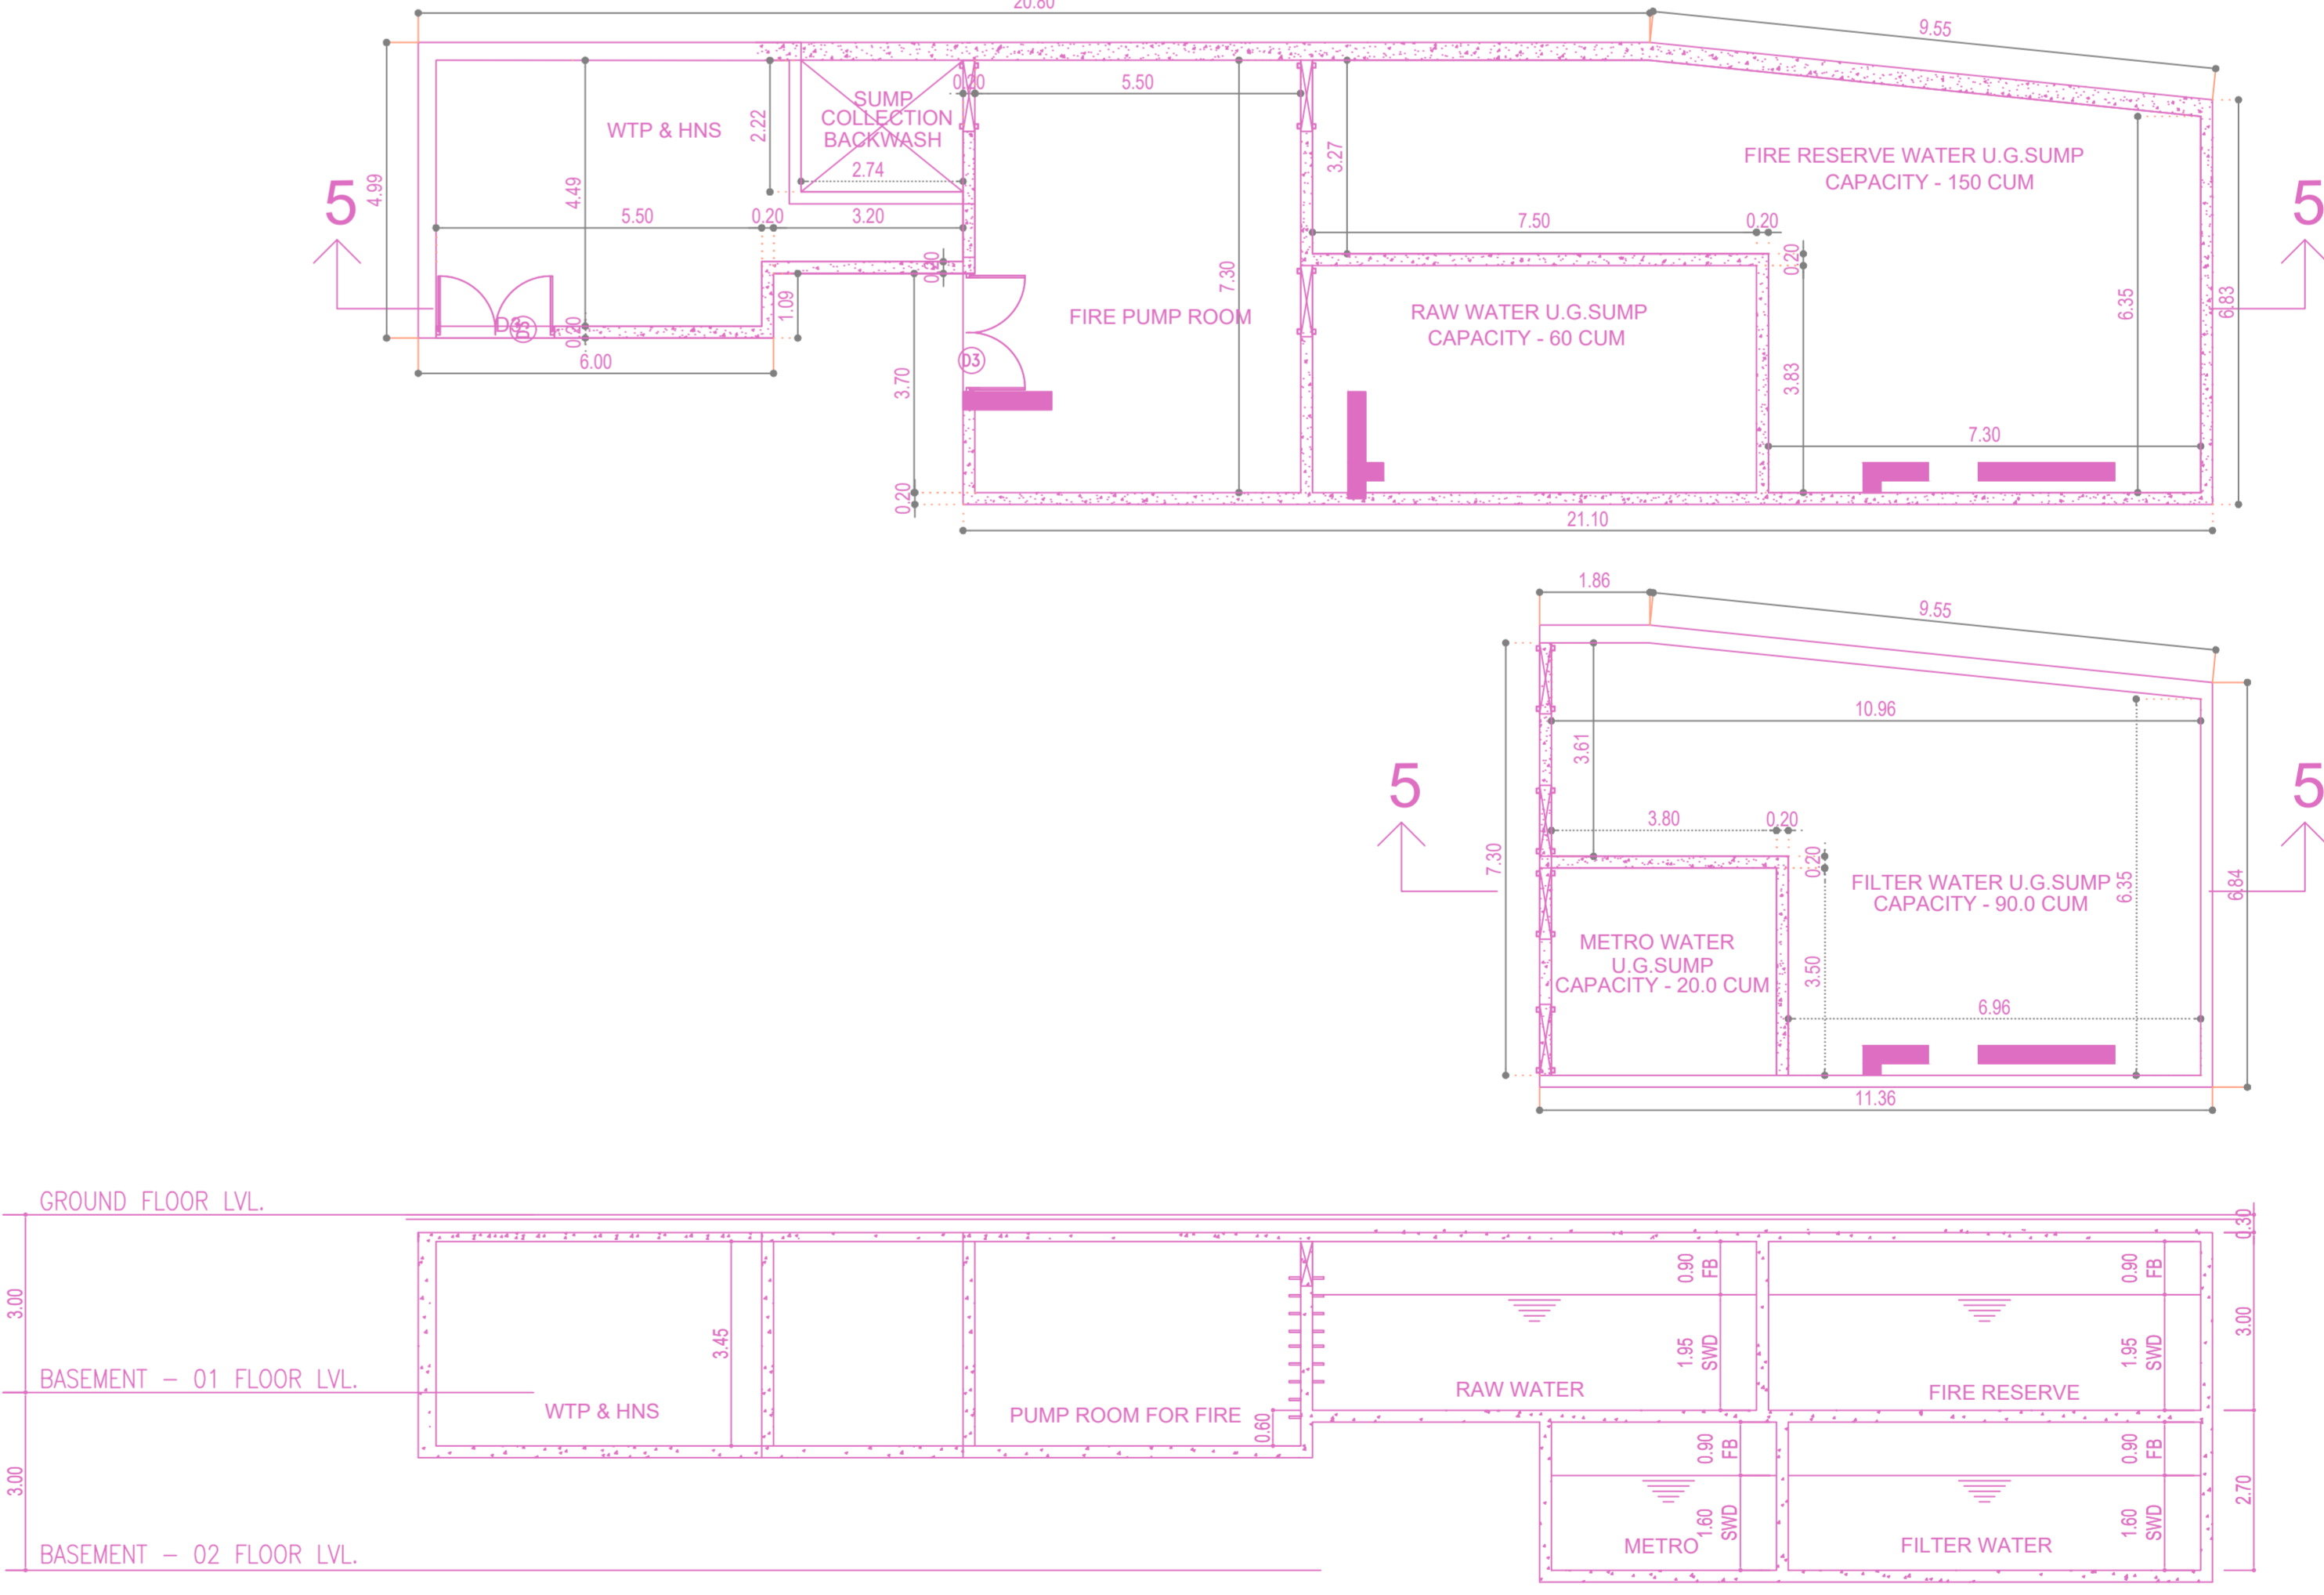 20.80
9.55
0.20
5.50
SUMP
COLLECTION
BACKWASH
2.74
WTP & HNS
2.22
3.27
FIRE RESERVE WATER U.G.SUMP
CAPACITY - 150 CUM
5
4.99
4.49
5.50
0.20
3.20
7.50
0.20
5
0.20
0.20
7.30
1.09
6.35
6.83
FIRE PUMP ROOM
RAW WATER U.G.SUMP
CAPACITY - 60 CUM
D3
D3
0.20
6.00
D3
3.70
3.83
7.30
0.20
21.10
1.86
9.55
10.96
3.61
5
5
3.80
0.20
7.30
0.20
FILTER WATER U.G.SUMP
CAPACITY - 90.0 CUM
6.35
6.84
METRO WATER
U.G.SUMP
CAPACITY - 20.0 CUM
3.50
6.96
11.36
GROUND FLOOR LVL.
0.30
0.90
FB
0.90
FB
3.00
3.45
1.95
SWD
1.95
SWD
3.00
BASEMENT - 01 FLOOR LVL.
WTP & HNS
PUMP ROOM FOR FIRE
0.60
RAW WATER
FIRE RESERVE
0.90
FB
0.90
FB
3.00
1.60
SWD
1.60
SWD
2.70
METRO
FILTER WATER
BASEMENT - 02 FLOOR LVL.